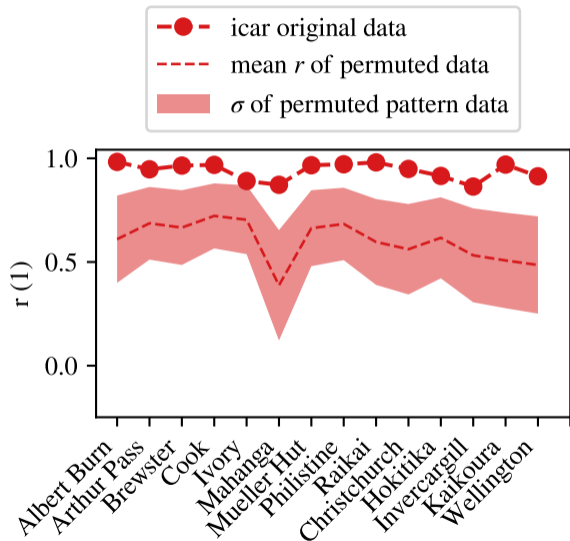 icar original data
mean r of permuted data
σ of permuted pattern data
1.0
0.5
0.0
r (1)
Albert Burn
Arthur Pass
Brewster
Cook
Ivory
Mahanga
Mueller Hut
Philistine
Raikai
Christchurch
Hokitika
Invercargill
Kaikoura
Wellington